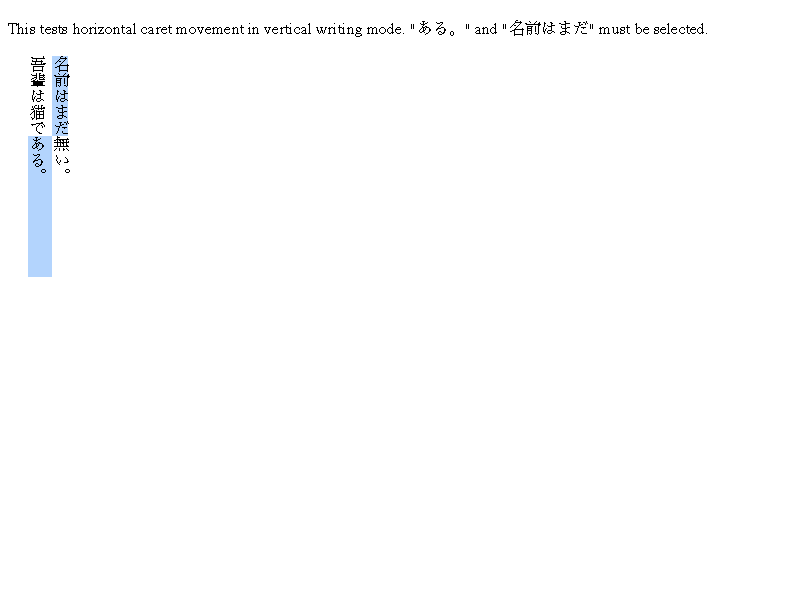 This tests horizontal caret movement in vertical writing mode. "ある。" and "名前はまだ" must be selected.
吾輩は猫である。
名前はまだ無い。